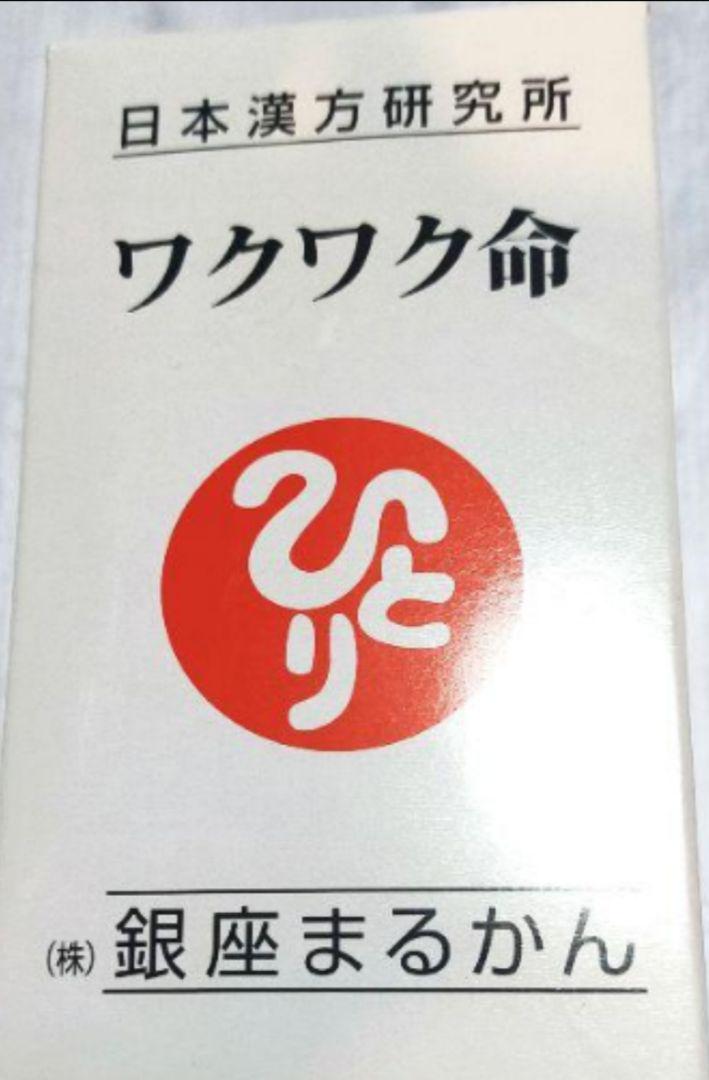 日本漢方研究所
ワクワク命
ひとり
(株)銀座まるかん